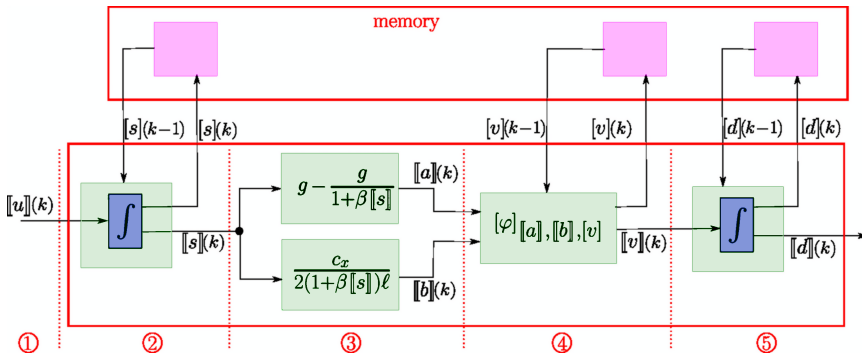 memory
[s](k−1) [s](k) [v](k−1) [v](k) [d](k−1) [d](k)
⟦u⟧(k)
∫
⟦s⟧(k)
g − g/(1+β⟦s⟧)
⟦a⟧(k)
c_x/(2(1+β⟦s⟧)ℓ)
⟦b⟧(k)
[φ]⟦a⟧,⟦b⟧,[v]
⟦v⟧(k)
∫
⟦d⟧(k)
① ② ③ ④ ⑤